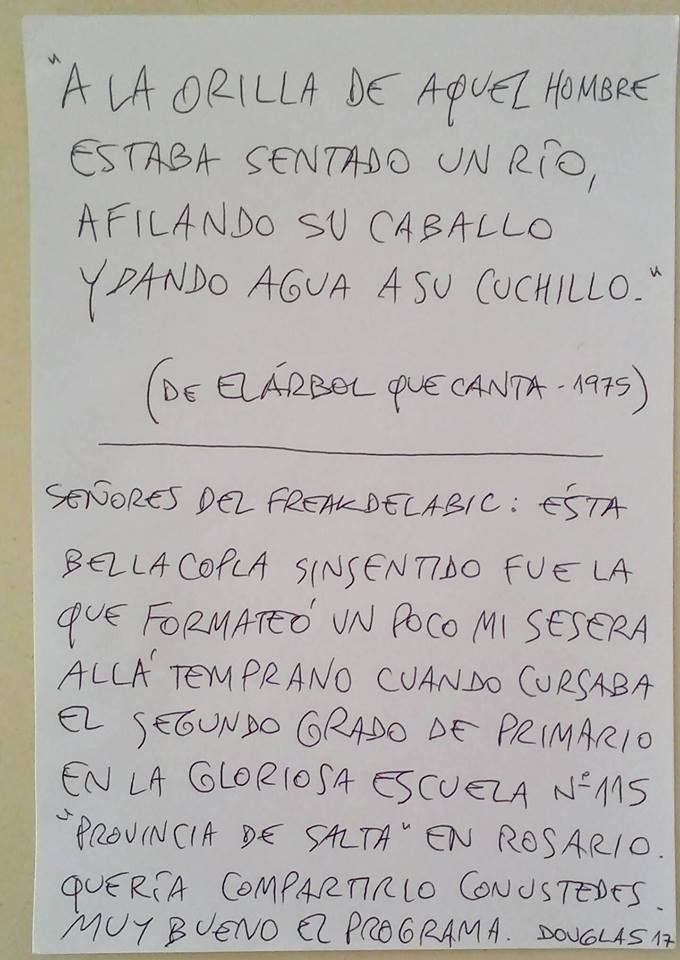 "A LA ORILLA DE AQUEL HOMBRE
ESTABA SENTADO UN RÍO,
AFILANDO SU CABALLO
Y DANDO AGUA A SU CUCHILLO."
(DE EL ÁRBOL QUE CANTA - 1975)
SEÑORES DEL FREAKDELABIC: ÉSTA
BELLA COPLA SINSENTIDO FUE LA
QUE FORMATEÓ UN POCO MI SESERA
ALLÁ TEMPRANO CUANDO CURSABA
EL SEGUNDO GRADO DE PRIMARIO
EN LA GLORIOSA ESCUELA Nº 115
"PROVINCIA DE SALTA" EN ROSARIO.
QUERÍA COMPARTIRLO CON USTEDES.
MUY BUENO EL PROGRAMA. DOUGLAS 17